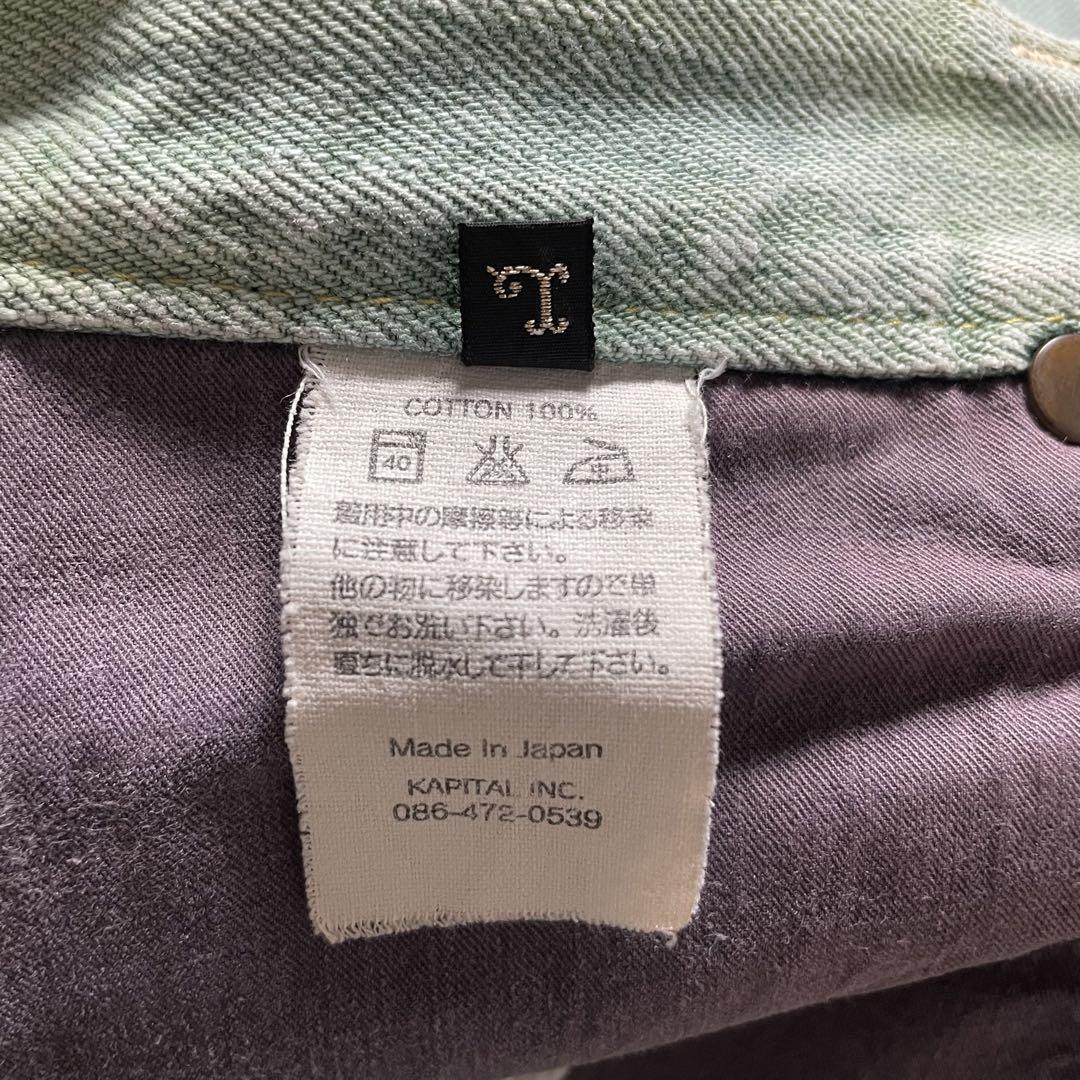 T
COTTON 100%
40
中
着用中の摩擦等による移染
に注意して下さい。
他の物に移染しますので単
独でお洗い下さい。洗濯後
直ちに脱水して干して下さい。
Made In Japan
KAPITAL INC.
086-472-0539